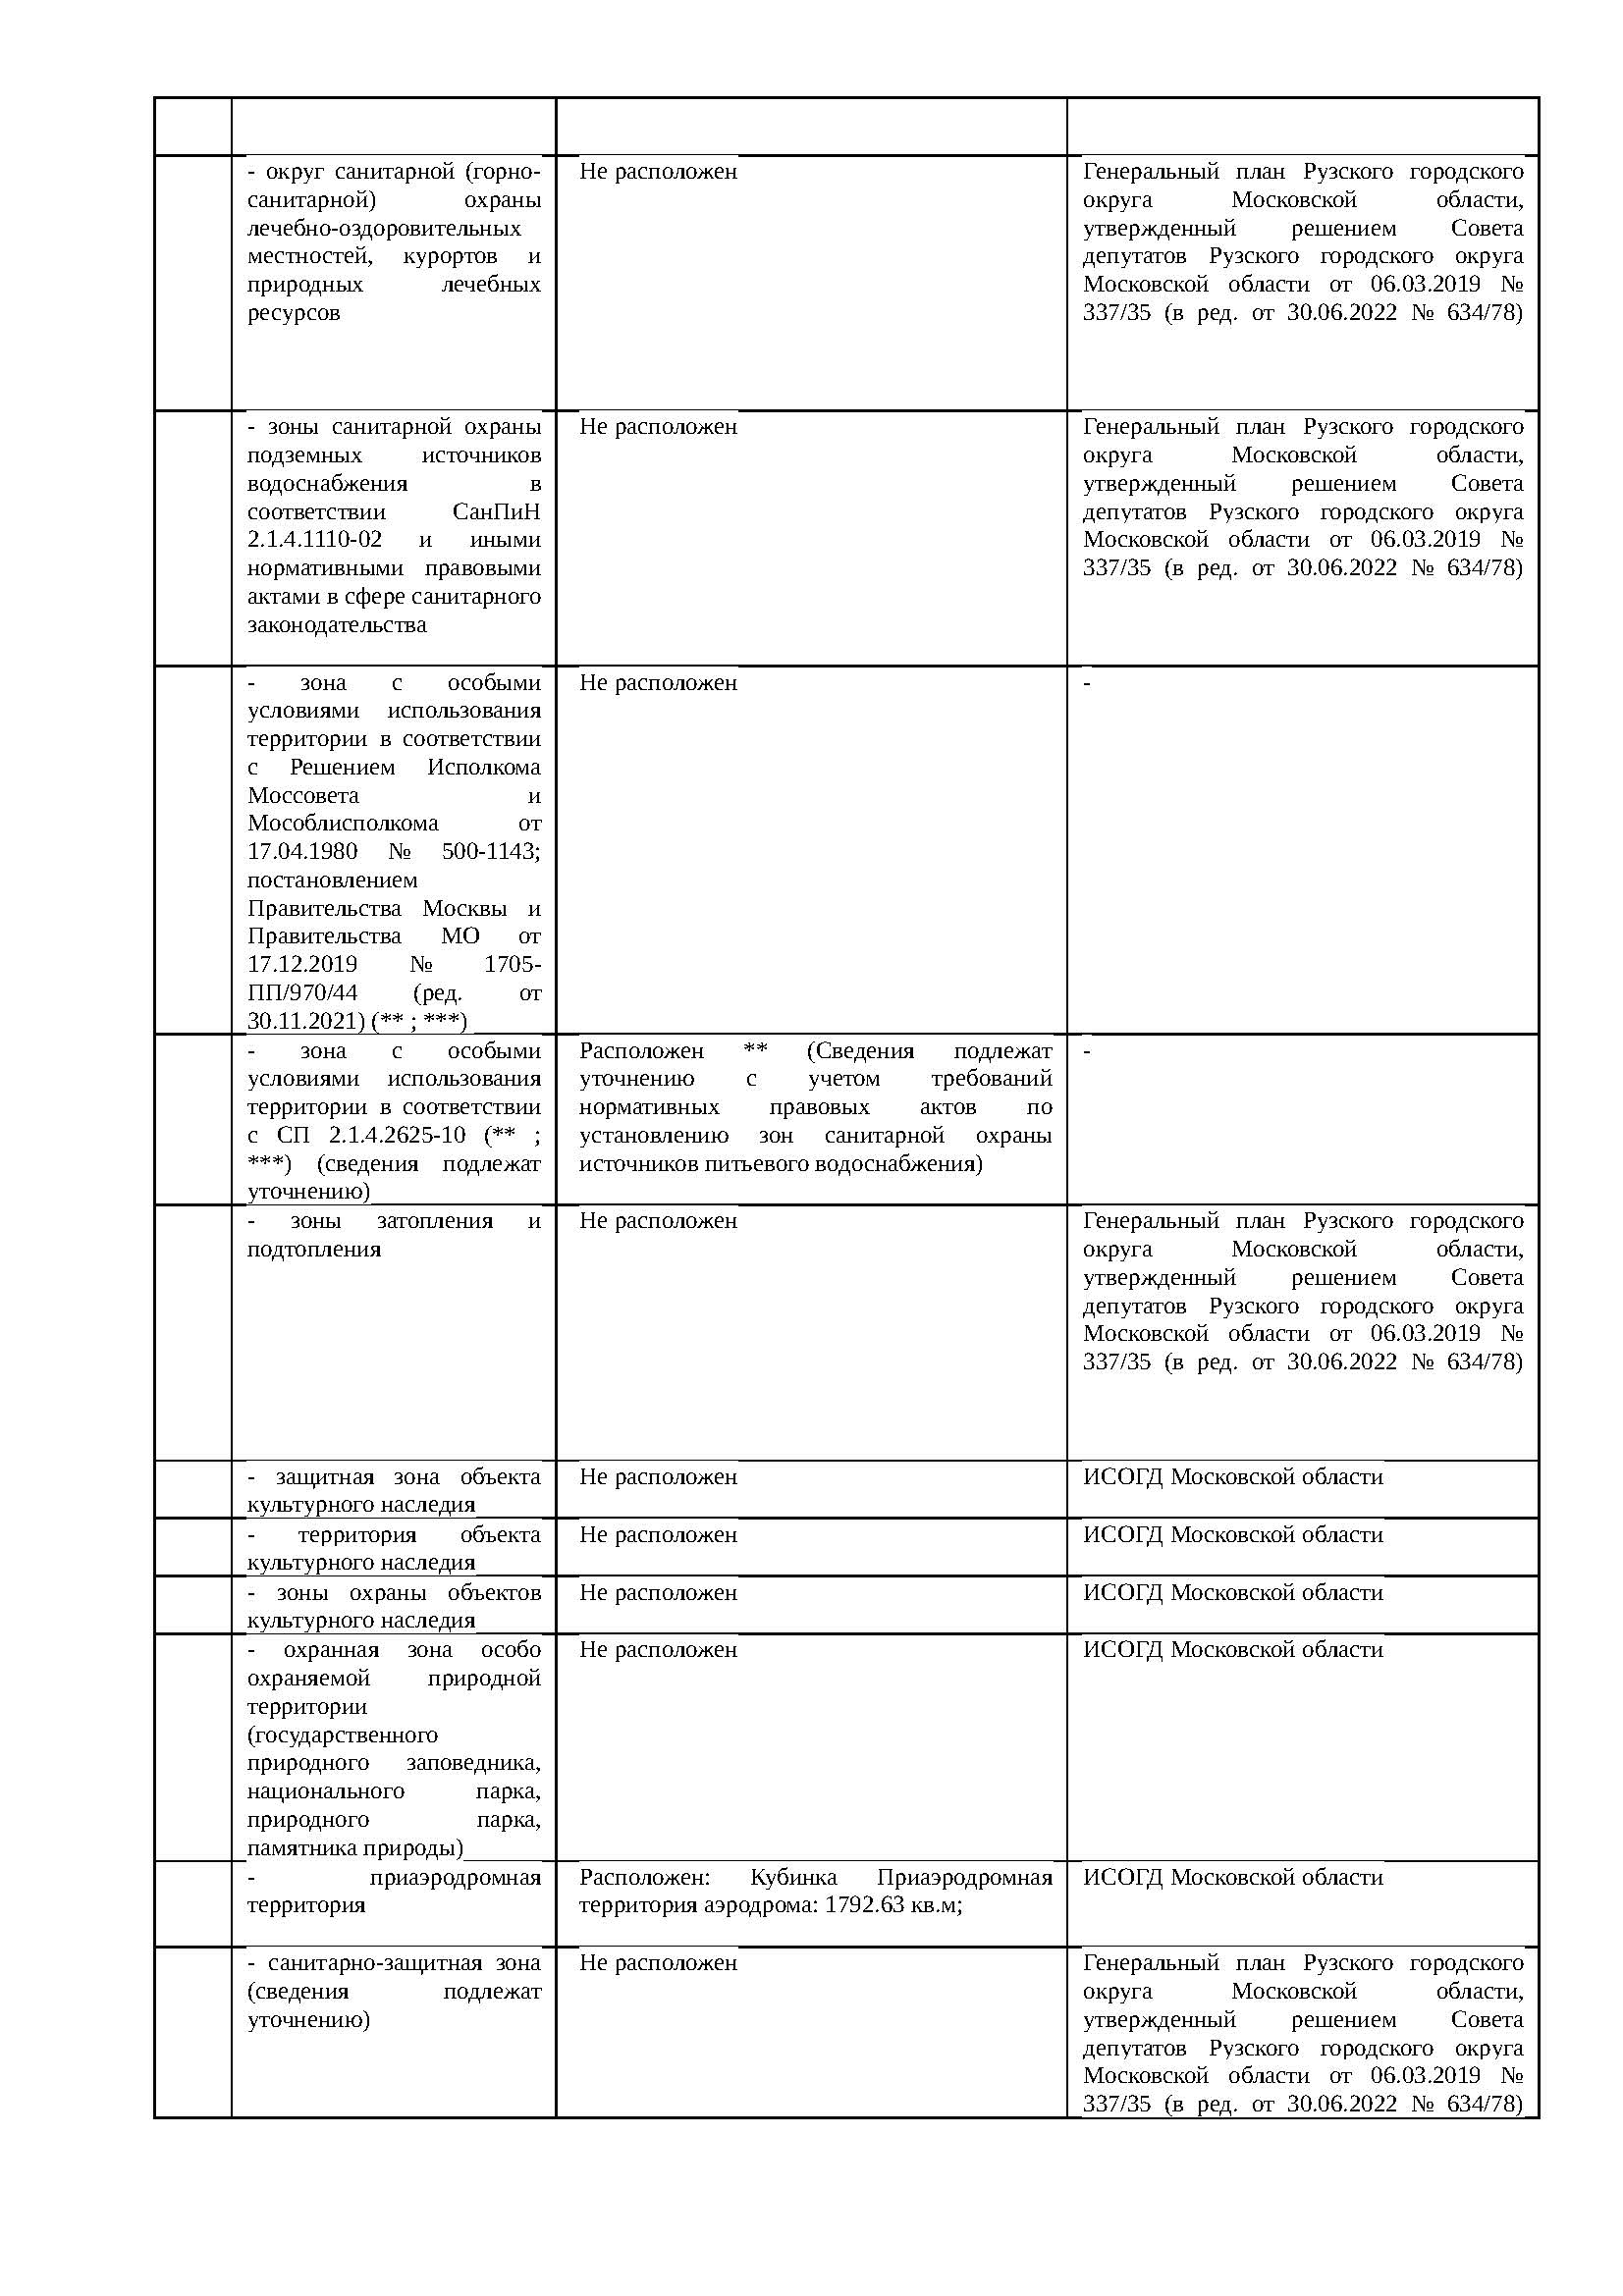 - округ санитарной (горно-
санитарной) охраны
лечебно-оздоровительных
местностей, курортов и
природных лечебных
ресурсов
Не расположен
Генеральный план Рузского городского
округа Московской области,
утвержденный решением Совета
депутатов Рузского городского округа
Московской области от 06.03.2019 №
337/35 (в ред. от 30.06.2022 № 634/78)
- зоны санитарной охраны
подземных источников
водоснабжения в
соответствии СанПиН
2.1.4.1110-02 и иными
нормативными правовыми
актами в сфере санитарного
законодательства
Не расположен
Генеральный план Рузского городского
округа Московской области,
утвержденный решением Совета
депутатов Рузского городского округа
Московской области от 06.03.2019 №
337/35 (в ред. от 30.06.2022 № 634/78)
- зона с особыми
условиями использования
территории в соответствии
с Решением Исполкома
Моссовета и
Мособлисполкома от
17.04.1980 № 500-1143;
постановлением
Правительства Москвы и
Правительства МО от
17.12.2019 № 1705-
ПП/970/44 (ред. от
30.11.2021) (** ; ***)
Не расположен
-
- зона с особыми
условиями использования
территории в соответствии
с СП 2.1.4.2625-10 (** ;
***) (сведения подлежат
уточнению)
Расположен ** (Сведения подлежат
уточнению с учетом требований
нормативных правовых актов по
установлению зон санитарной охраны
источников питьевого водоснабжения)
-
- зоны затопления и
подтопления
Не расположен
Генеральный план Рузского городского
округа Московской области,
утвержденный решением Совета
депутатов Рузского городского округа
Московской области от 06.03.2019 №
337/35 (в ред. от 30.06.2022 № 634/78)
- защитная зона объекта
культурного наследия
Не расположен
ИСОГД Московской области
- территория объекта
культурного наследия
Не расположен
ИСОГД Московской области
- зоны охраны объектов
культурного наследия
Не расположен
ИСОГД Московской области
- охранная зона особо
охраняемой природной
территории
(государственного
природного заповедника,
национального парка,
природного парка,
памятника природы)
Не расположен
ИСОГД Московской области
- приаэродромная
территория
Расположен: Кубинка Приаэродромная
территория аэродрома: 1792.63 кв.м;
ИСОГД Московской области
- санитарно-защитная зона
(сведения подлежат
уточнению)
Не расположен
Генеральный план Рузского городского
округа Московской области,
утвержденный решением Совета
депутатов Рузского городского округа
Московской области от 06.03.2019 №
337/35 (в ред. от 30.06.2022 № 634/78)